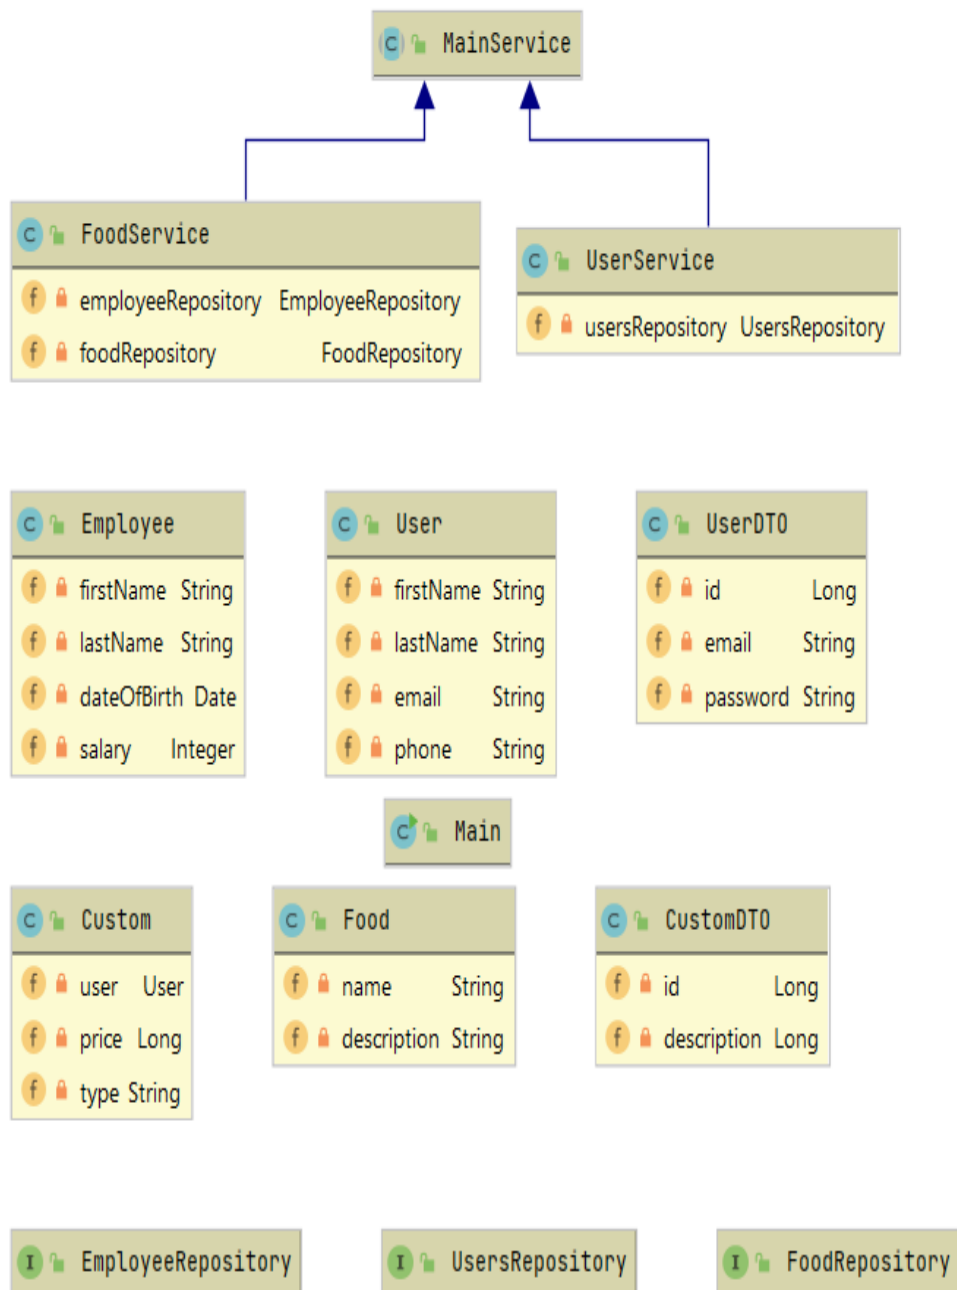 C MainService
C FoodService
f employeeRepository EmployeeRepository
f foodRepository FoodRepository
C UserService
f usersRepository UsersRepository
C Employee
f firstName String
f lastName String
f dateOfBirth Date
f salary Integer
C User
f firstName String
f lastName String
f email String
f phone String
C UserDTO
f id Long
f email String
f password String
C Main
C Custom
f user User
f price Long
f type String
C Food
f name String
f description String
C CustomDTO
f id Long
f description Long
I EmployeeRepository
I UsersRepository
I FoodRepository